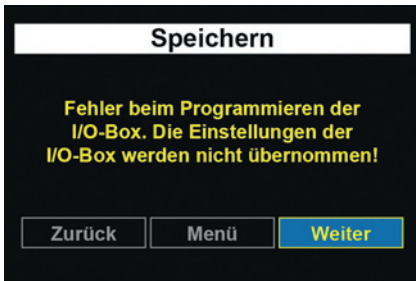 Speichern
Fehler beim Programmieren der
I/O-Box. Die Einstellungen der
I/O-Box werden nicht übernommen!
Zurück Menü Weiter